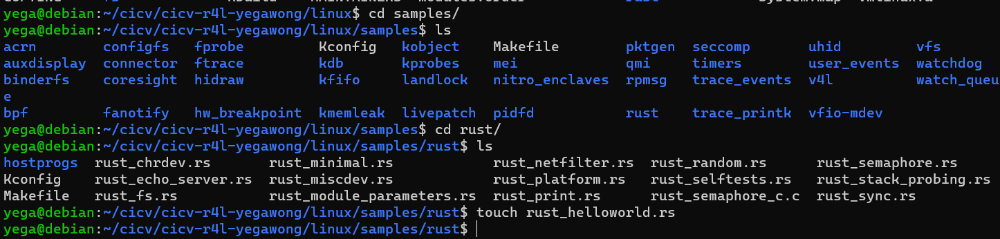 yega@debian:~/cicv/cicv-r4l-yegawong/linux$ cd samples/
yega@debian:~/cicv/cicv-r4l-yegawong/linux/samples$ ls
acrn configfs fprobe Kconfig kobject Makefile pktgen seccomp uhid vfs
auxdisplay connector ftrace kdb kprobes mei qmi timers user_events watchdog
binderfs coresight hidraw kfifo landlock nitro_enclaves rpmsg trace_events v4l watch_queu
e
bpf fanotify hw_breakpoint kmemleak livepatch pidfd rust trace_printk vfio-mdev
yega@debian:~/cicv/cicv-r4l-yegawong/linux/samples$ cd rust/
yega@debian:~/cicv/cicv-r4l-yegawong/linux/samples/rust$ ls
hostprogs rust_chrdev.rs rust_minimal.rs rust_netfilter.rs rust_random.rs rust_semaphore.rs
Kconfig rust_echo_server.rs rust_miscdev.rs rust_platform.rs rust_selftests.rs rust_stack_probing.rs
Makefile rust_fs.rs rust_module_parameters.rs rust_print.rs rust_semaphore_c.c rust_sync.rs
yega@debian:~/cicv/cicv-r4l-yegawong/linux/samples/rust$ touch rust_helloworld.rs
yega@debian:~/cicv/cicv-r4l-yegawong/linux/samples/rust$